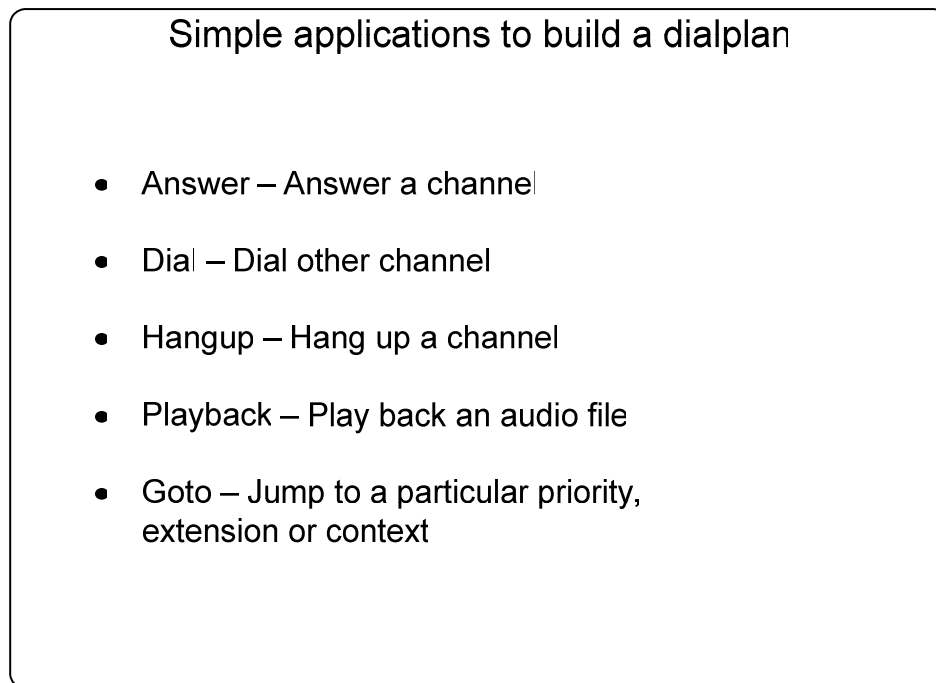 Simple applications to build a dialplan
• Answer – Answer a channel
• Dial – Dial other channel
• Hangup – Hang up a channel
• Playback – Play back an audio file
• Goto – Jump to a particular priority,
extension or context